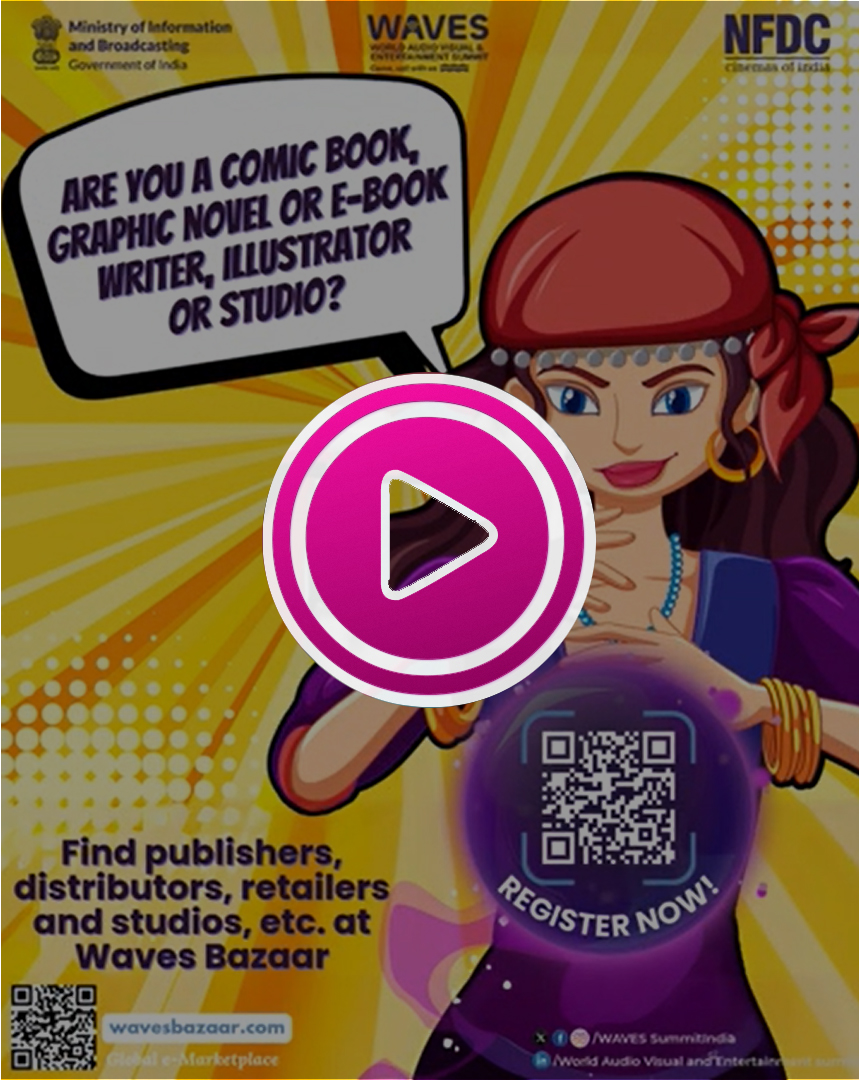 Ministry of Information
and Broadcasting
Government of India
WAVES
WORLD AUDIO VISUAL &
ENTERTAINMENT SUMMIT
NFDC
cinemas of india
ARE YOU A COMIC BOOK,
GRAPHIC NOVEL OR E-BOOK
WRITER, ILLUSTRATOR
OR STUDIO?
REGISTER NOW!
Find publishers,
distributors, retailers
and studios, etc. at
Waves Bazaar
wavesbazaar.com
Global e-Marketplace
/WAVES SummitIndia
/World Audio Visual and Entertainment summit